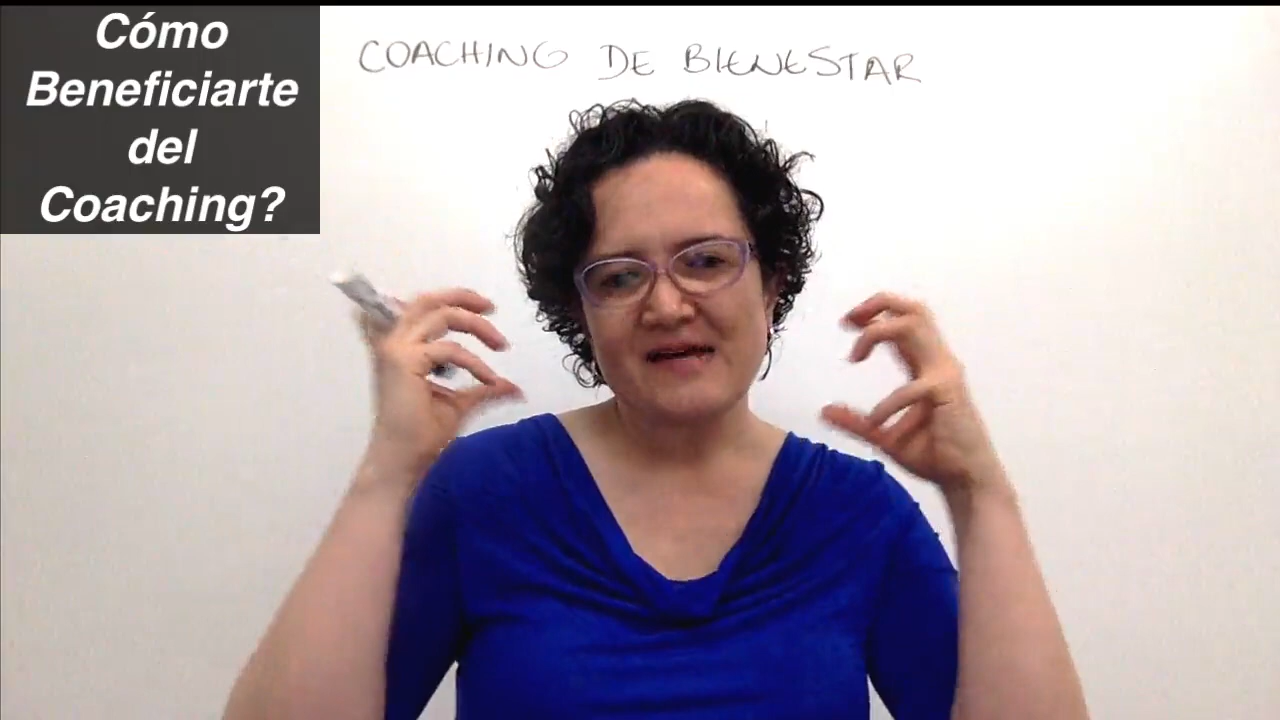 Cómo
Beneficiarte
del
Coaching?
COACHING DE BIENESTAR